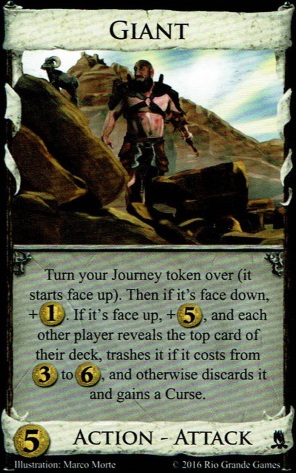 GIANT
Turn your Journey token over (it
starts face up). Then if it's face down,
+1. If it's face up, +5, and each
other player reveals the top card of
their deck, trashes it if it costs from
3 to 6, and otherwise discards it
and gains a Curse.
5 ACTION - ATTACK
Illustration: Marco Morte © 2016 Rio Grande Games